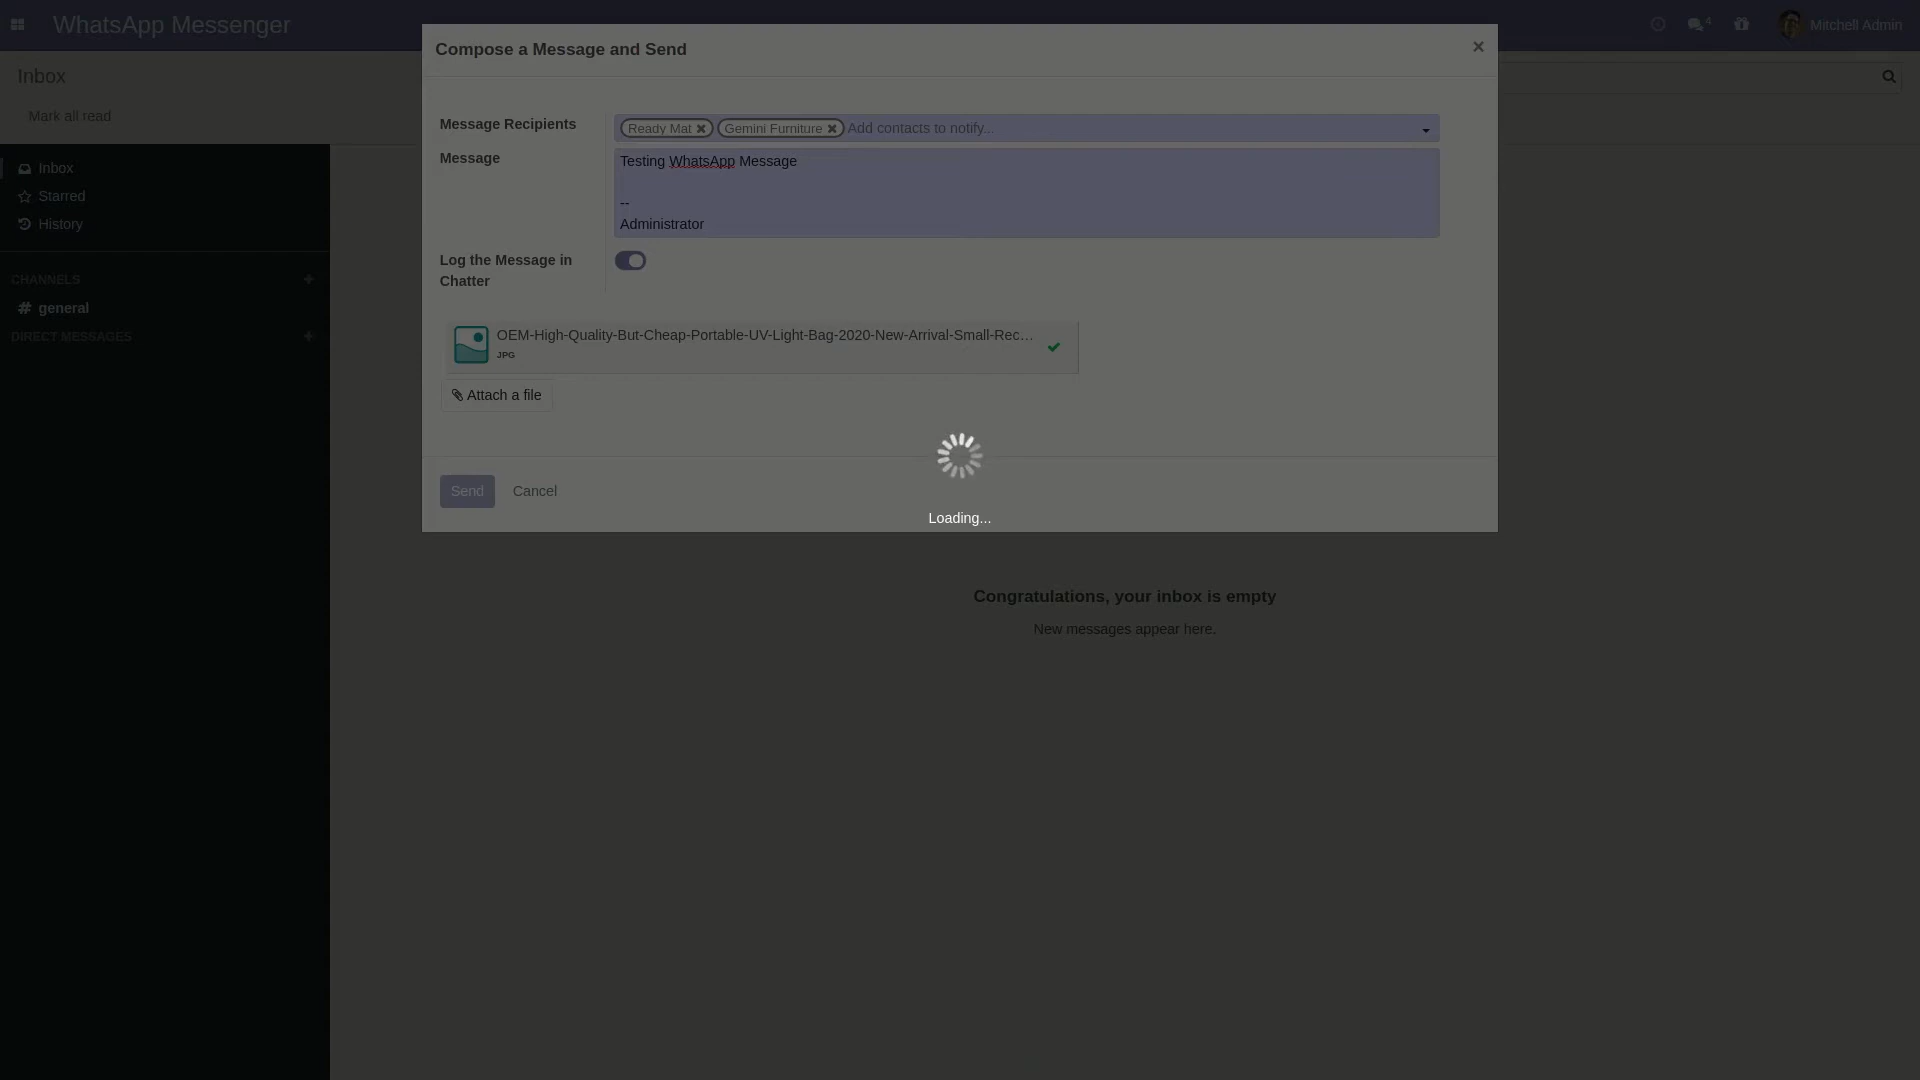 WhatsApp Messenger
4
Mitchell Admin
Inbox
Mark all read
Inbox
Starred
History
CHANNELS
general
DIRECT MESSAGES
Compose a Message and Send
Message Recipients
Ready Mat
Gemini Furniture
Add contacts to notify...
Message
Testing WhatsApp Message
--
Administrator
Log the Message in
Chatter
OEM-High-Quality-But-Cheap-Portable-UV-Light-Bag-2020-New-Arrival-Small-Rec...
JPG
Attach a file
Send
Cancel
Loading...
Congratulations, your inbox is empty
New messages appear here.